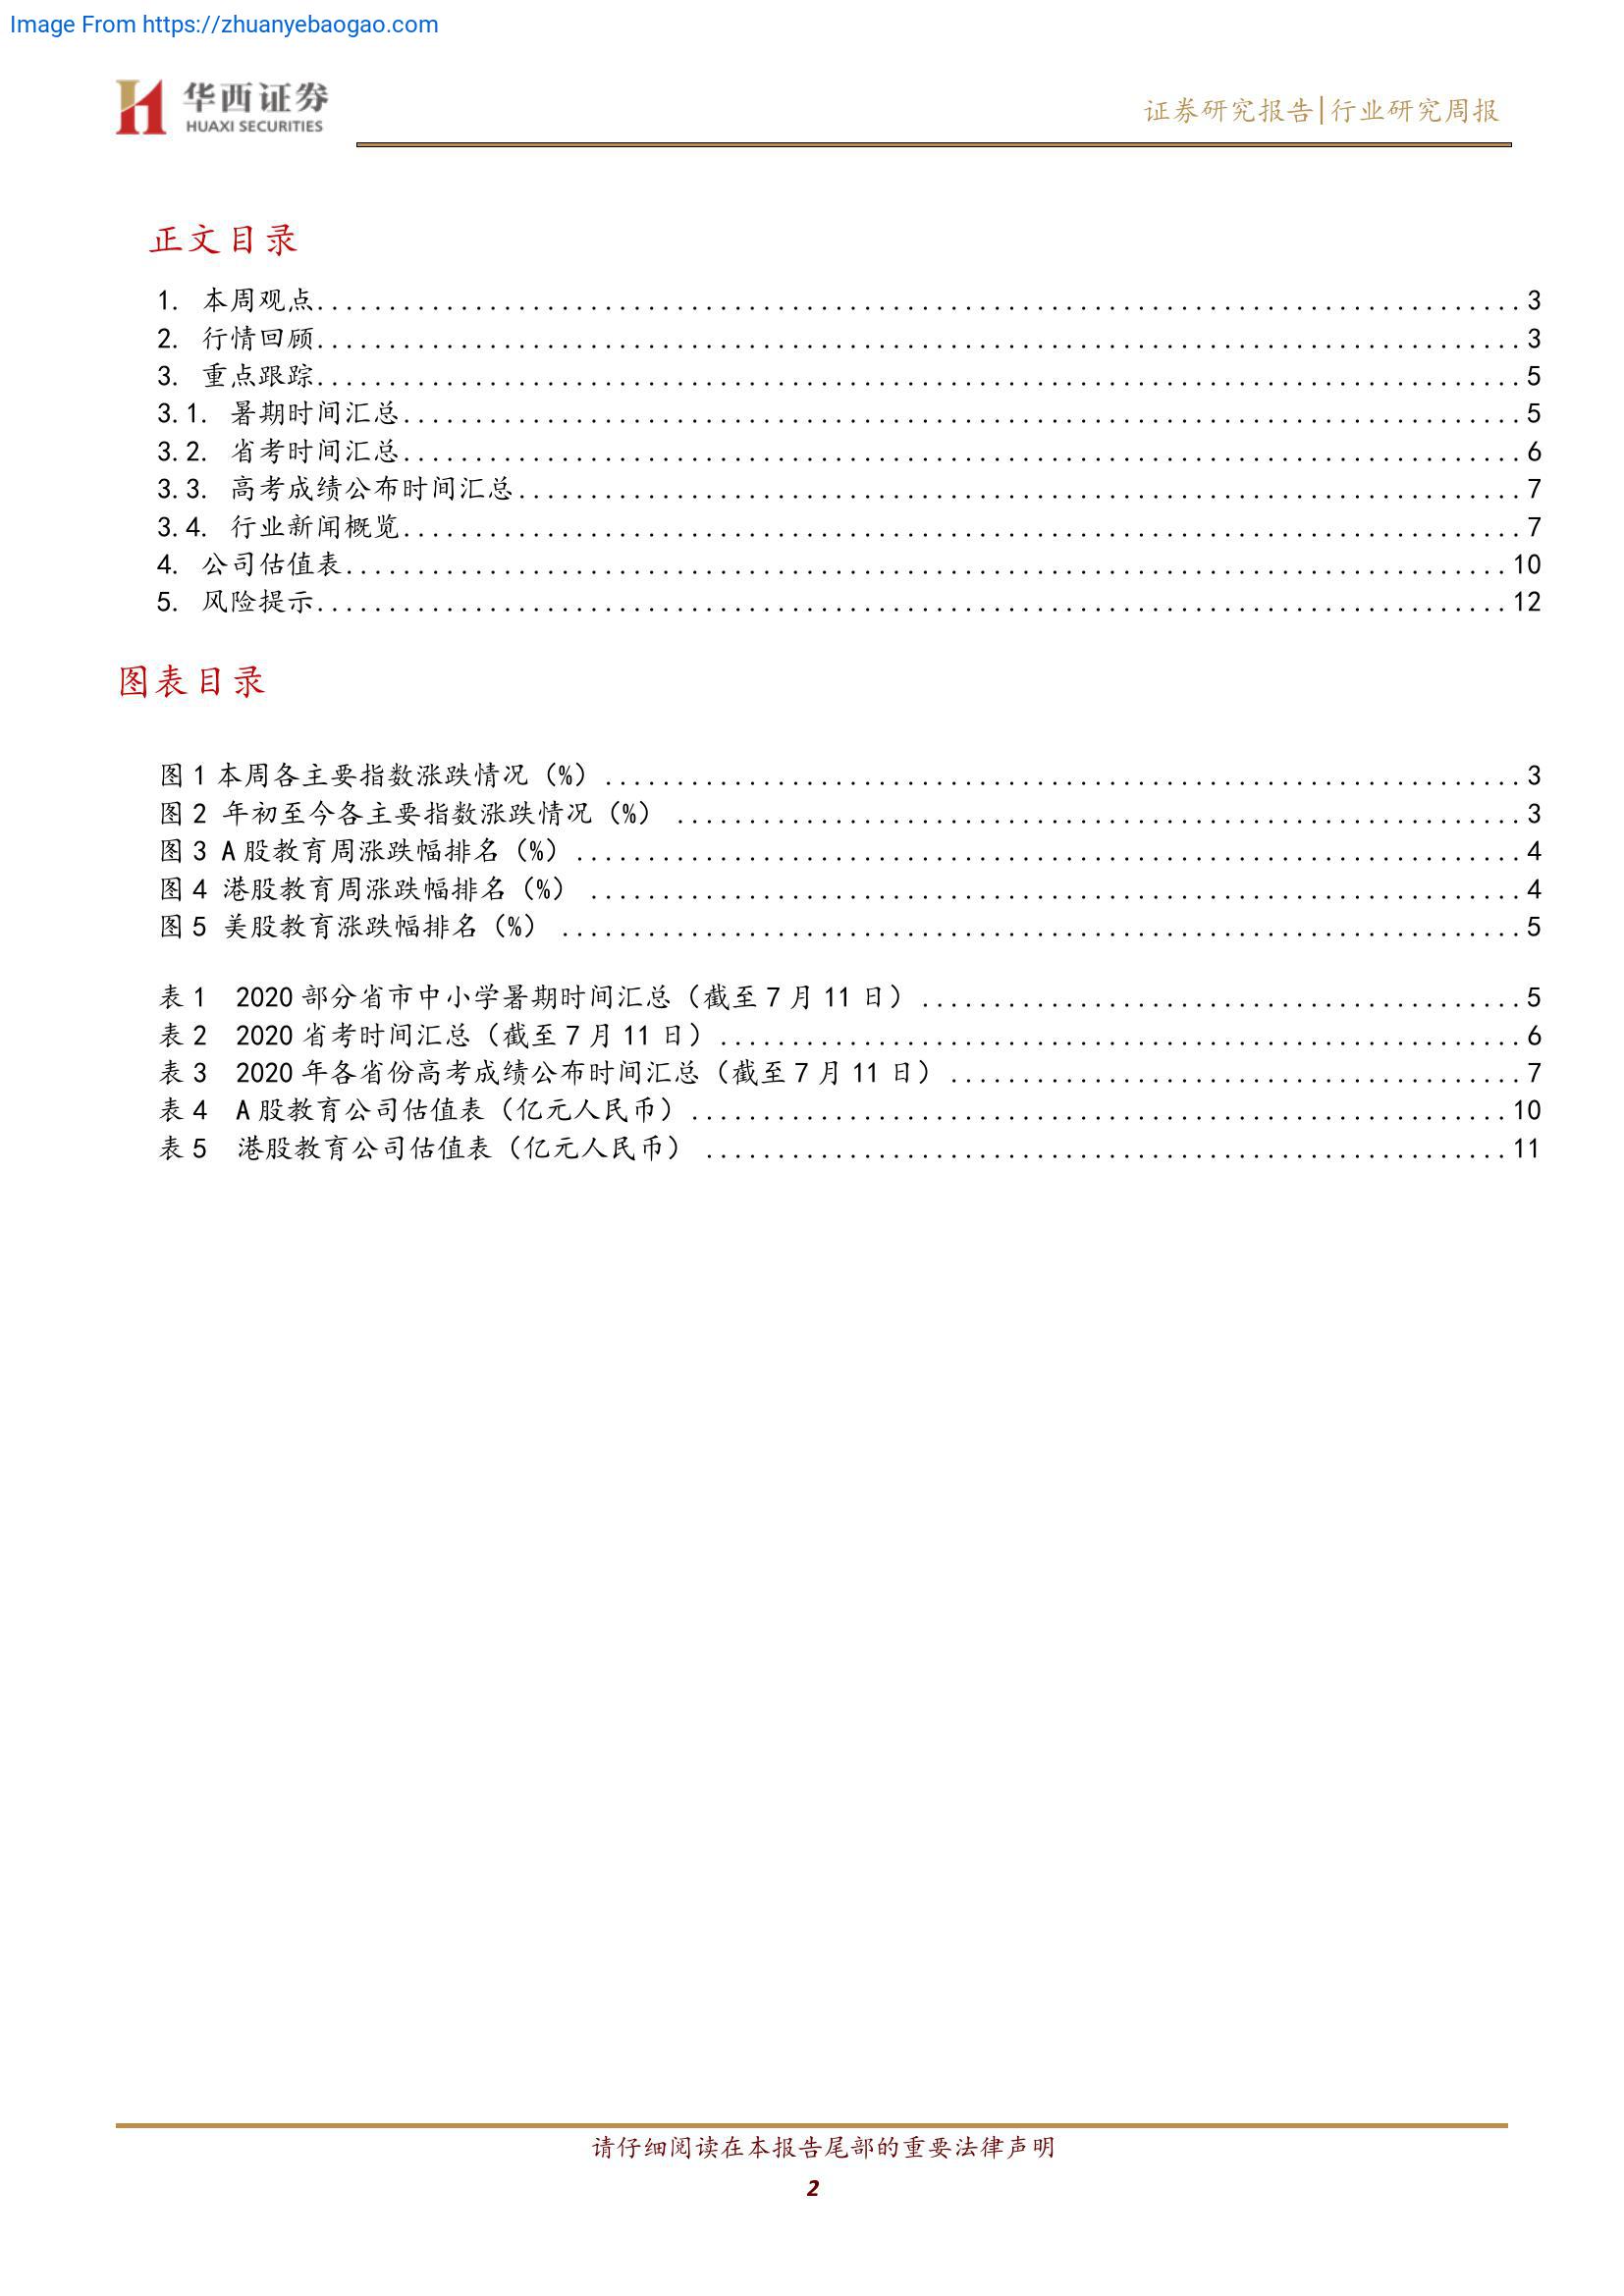 Image From https://zhuanyebaogao.com
华西证券
HUAXI SECURITIES
证券研究报告|行业研究周报
正文目录
1. 本周观点....................................................................................3
2. 行情回顾....................................................................................3
3. 重点跟踪....................................................................................5
3.1. 暑期时间汇总..............................................................................5
3.2. 省考时间汇总..............................................................................6
3.3. 高考成绩公布时间汇总......................................................................7
3.4. 行业新闻概览..............................................................................7
4. 公司估值表.................................................................................10
5. 风险提示...................................................................................12
图表目录
图 1 本周各主要指数涨跌情况（%）................................................................3
图 2 年初至今各主要指数涨跌情况（%） ...........................................................3
图 3 A 股教育周涨跌幅排名（%）..................................................................4
图 4 港股教育周涨跌幅排名（%） .................................................................4
图 5 美股教育涨跌幅排名（%） ...................................................................5
表 1 2020 部分省市中小学暑期时间汇总（截至 7 月 11 日）..........................................5
表 2 2020 省考时间汇总（截至 7 月 11 日）........................................................6
表 3 2020 年各省份高考成绩公布时间汇总（截至 7 月 11 日）........................................7
表 4 A 股教育公司估值表（亿元人民币）.........................................................10
表 5 港股教育公司估值表（亿元人民币） ........................................................11
请仔细阅读在本报告尾部的重要法律声明
2